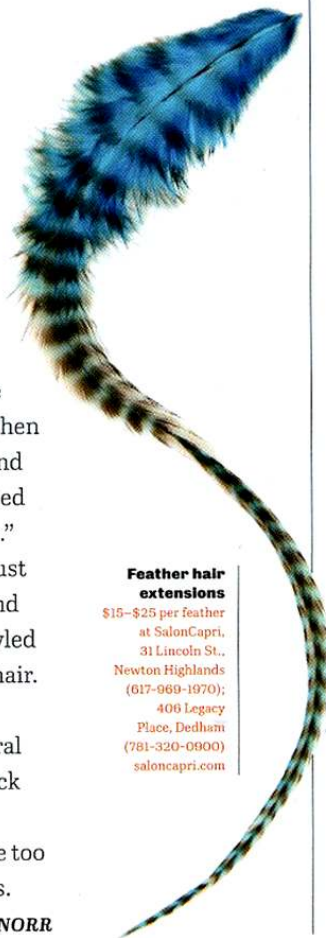 hen
nd
ed
.”
ust
nd
led
hair.
ral
ck
e too
s.
NORR
Feather hair
extensions
$15–$25 per feather
at SalonCapri,
31 Lincoln St.,
Newton Highlands
(617-969-1970);
406 Legacy
Place, Dedham
(781-320-0900)
saloncapri.com